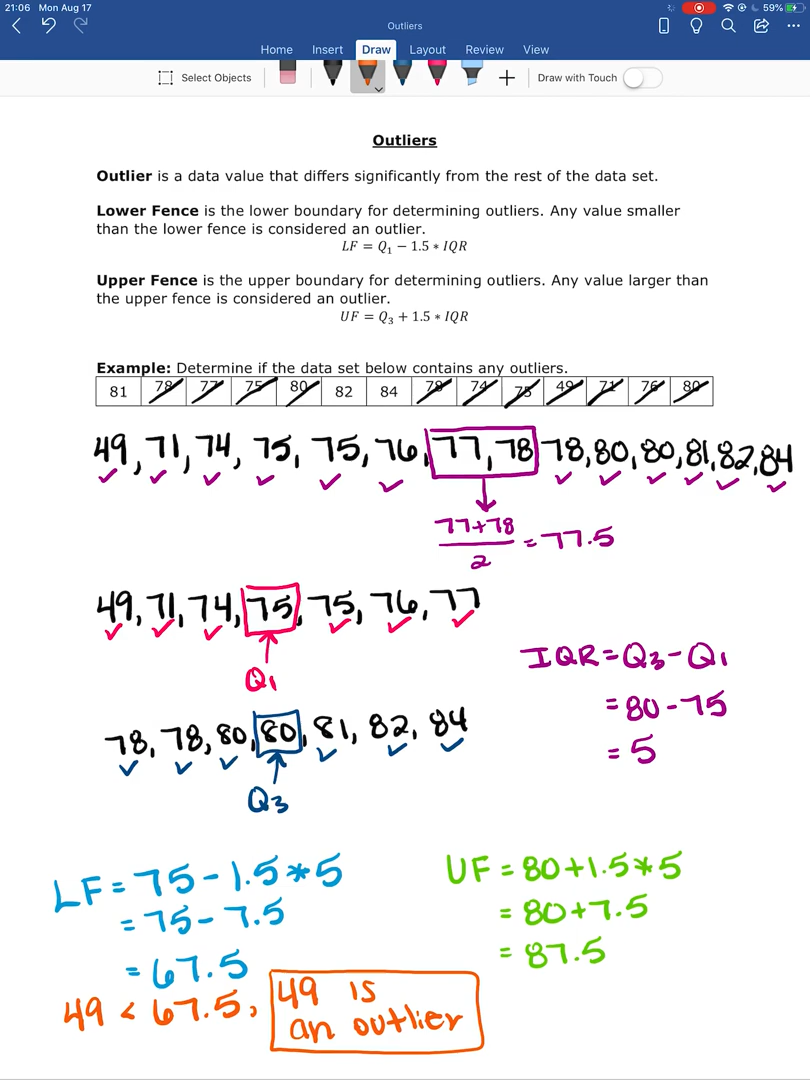 21:06 Mon Aug 17
59%
Outliers
Home Insert Draw Layout Review View
Select Objects
Draw with Touch
Outliers
Outlier is a data value that differs significantly from the rest of the data set.
Lower Fence is the lower boundary for determining outliers. Any value smaller
than the lower fence is considered an outlier.
LF = Q₁ − 1.5 * IQR
Upper Fence is the upper boundary for determining outliers. Any value larger than
the upper fence is considered an outlier.
UF = Q₃ + 1.5 * IQR
Example: Determine if the data set below contains any outliers.
81 78 77 75 80 82 84 78 74 75 49 71 76 80
49, 71, 74, 75, 75, 76, 77, 78 78, 80, 80, 81, 82, 84
77+78
2
= 77.5
49, 71, 74, 75, 75, 76, 77
Q1
IQR = Q3 - Q1
= 80 - 75
= 5
78, 78, 80, 80, 81, 82, 84
Q3
LF = 75 - 1.5 * 5
= 75 - 7.5
= 67.5
UF = 80 + 1.5 * 5
= 80 + 7.5
= 87.5
49 < 67.5, 49 is
an outlier